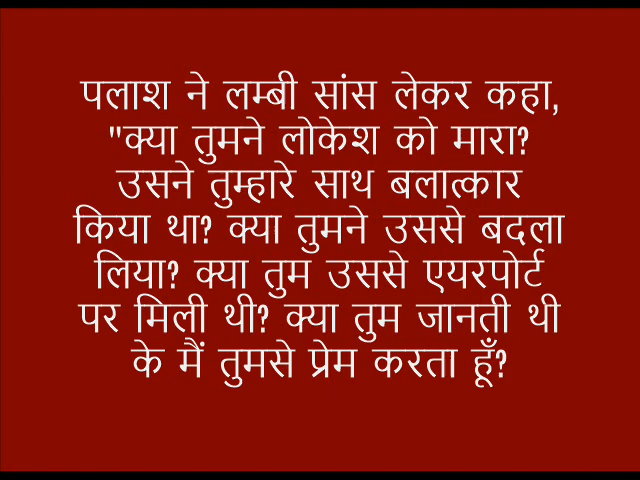 पलाश ने लम्बी सांस लेकर कहा,
"क्या तुमने लोकेश को मारा?
उसने तुम्हारे साथ बलात्कार
किया था? क्या तुमने उससे बदला
लिया? क्या तुम उससे एयरपोर्ट
पर मिली थी? क्या तुम जानती थी
के मैं तुमसे प्रेम करता हूँ?